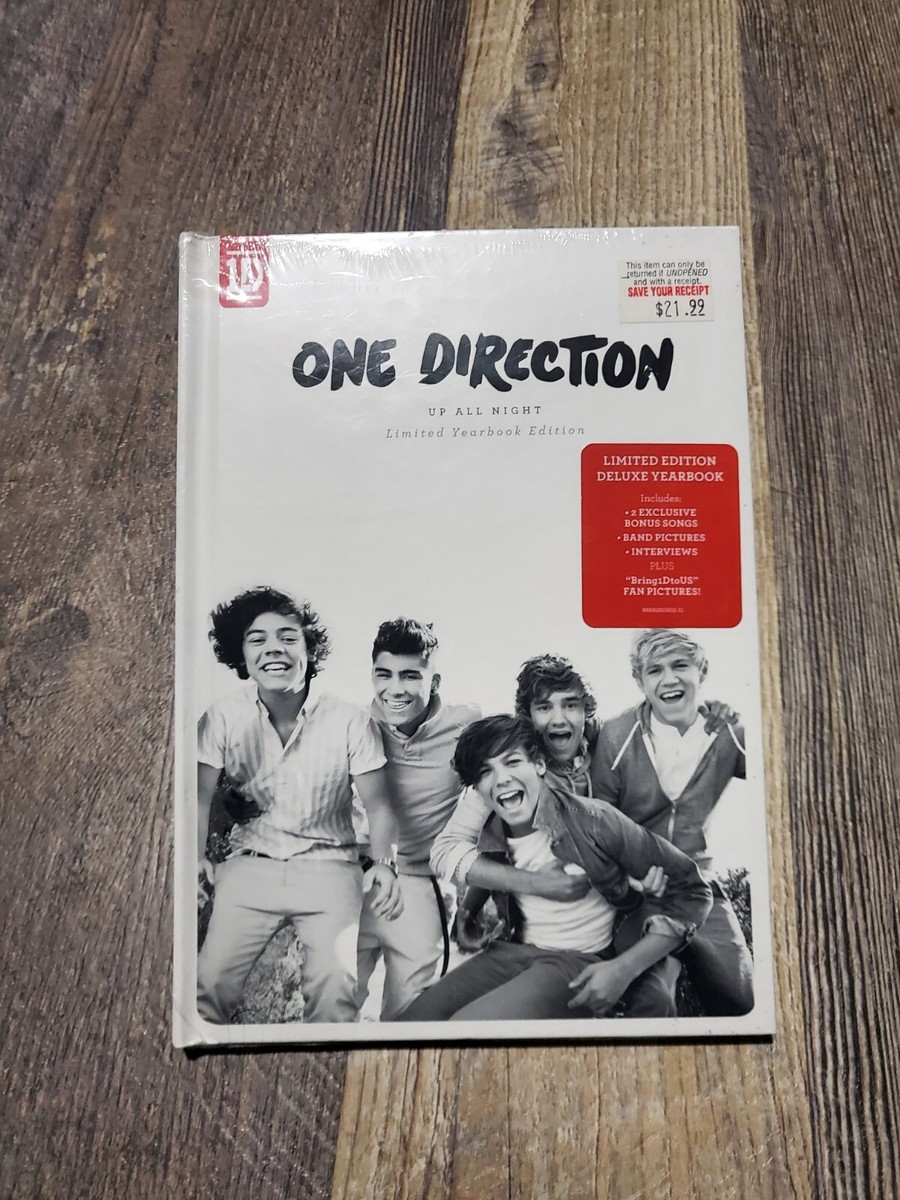 1D
This item can only be
returned if UNOPENED
and with a receipt.
SAVE YOUR RECEIPT
$21.99
ONE DIRECTION
UP ALL NIGHT
Limited Yearbook Edition
LIMITED EDITION
DELUXE YEARBOOK
Includes:
• 2 EXCLUSIVE
BONUS SONGS
• BAND PICTURES
• INTERVIEWS
PLUS
"Bring1DtoUS"
FAN PICTURES!